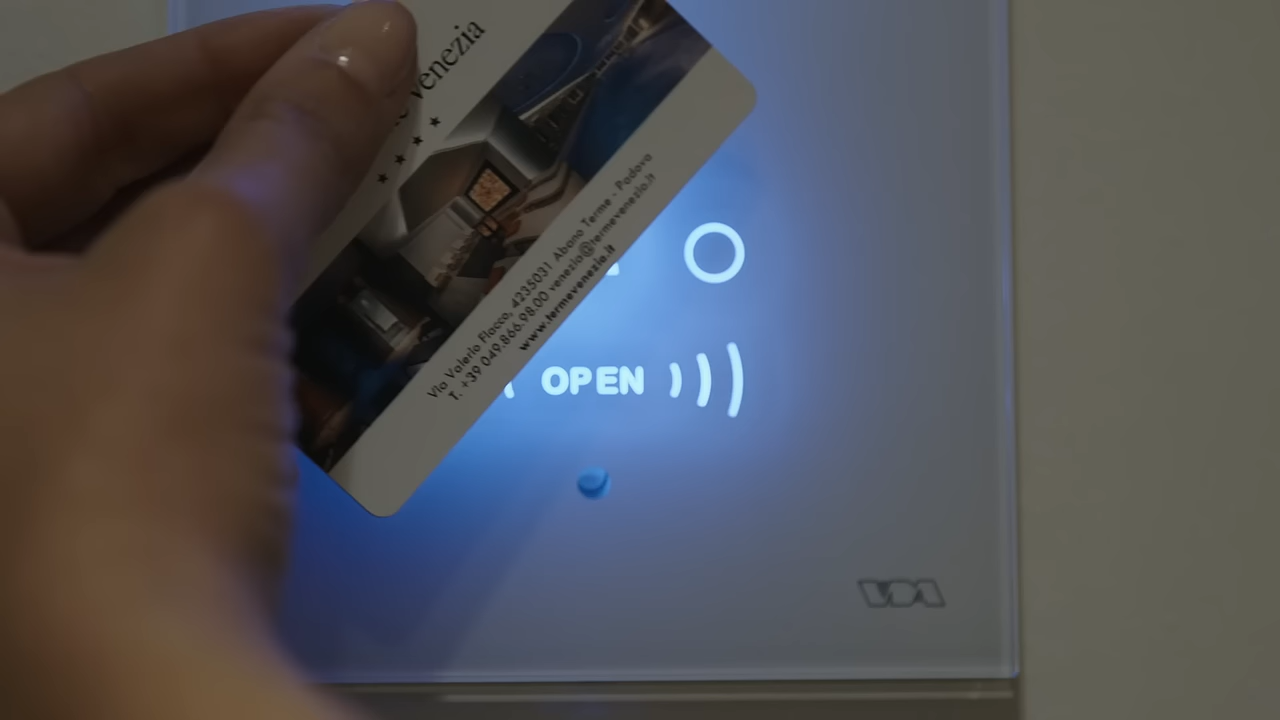 Venezia
★ ★ ★ ★
Via Valerio Flacco, 4235031 Abano Terme - Padova
T. +39 049.866.98.00 venezia@termevenezia.it
www.termevenezia.it
OPEN
VDA